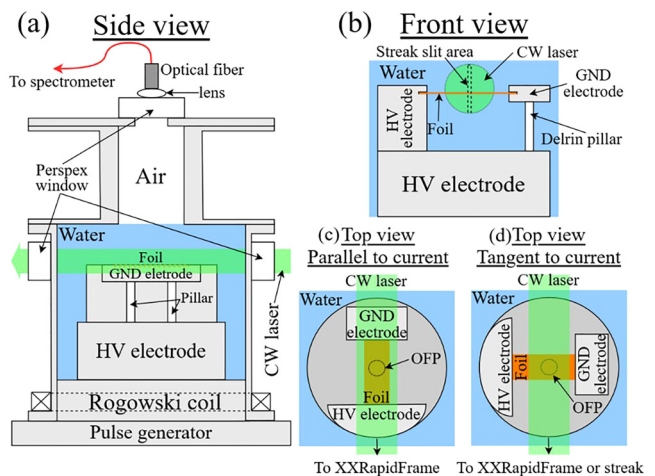 (a)
Side view
To spectrometer
Optical fiber
lens
Perspex
window
Air
Water
Foil
GND eletrode
Pillar
HV electrode
CW laser
Rogowski coil
Pulse generator
(b)
Front view
Streak slit area
CW laser
Water
GND
electrode
HV
electrode
Foil
Delrin pillar
HV electrode
(c)
Top view
Parallel to current
CW laser
Water
GND
electrode
OFP
Foil
HV electrode
To XXRapidFrame
(d)
Top view
Tangent to current
CW laser
Water
HV electrode
Foil
GND
electrode
OFP
To XXRapidFrame or streak